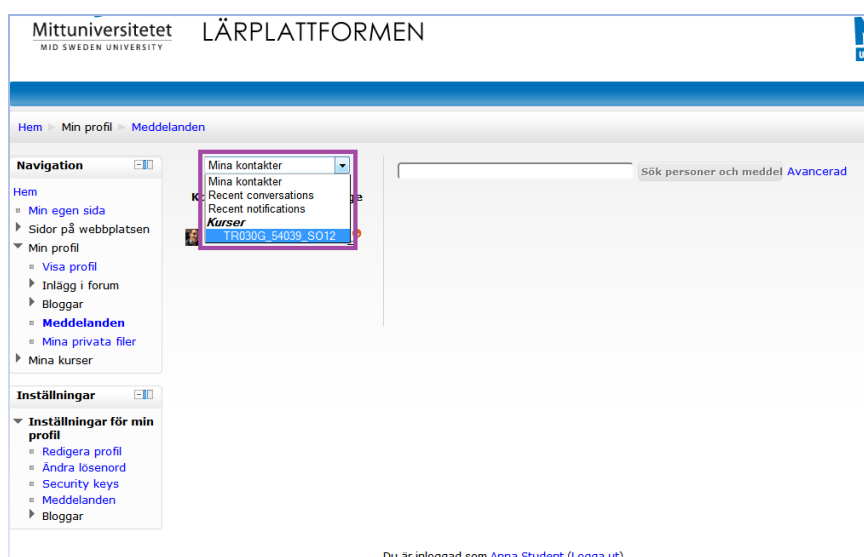 Mittuniversitetet
MID SWEDEN UNIVERSITY
LÄRPLATTFORMEN
Hem Min profil Meddelanden
Navigation
Hem
Min egen sida
Sidor på webbplatsen
Min profil
Visa profil
Inlägg i forum
Bloggar
Meddelanden
Mina privata filer
Mina kurser
Inställningar
Inställningar för min
profil
Redigera profil
Ändra lösenord
Security keys
Meddelanden
Bloggar
Mina kontakter
Mina kontakter
Recent conversations
Recent notifications
Kurser
TR030G_54039_SO12
Sök personer och meddel Avancerad
Du är inloggad som Anna Student (Logga ut)